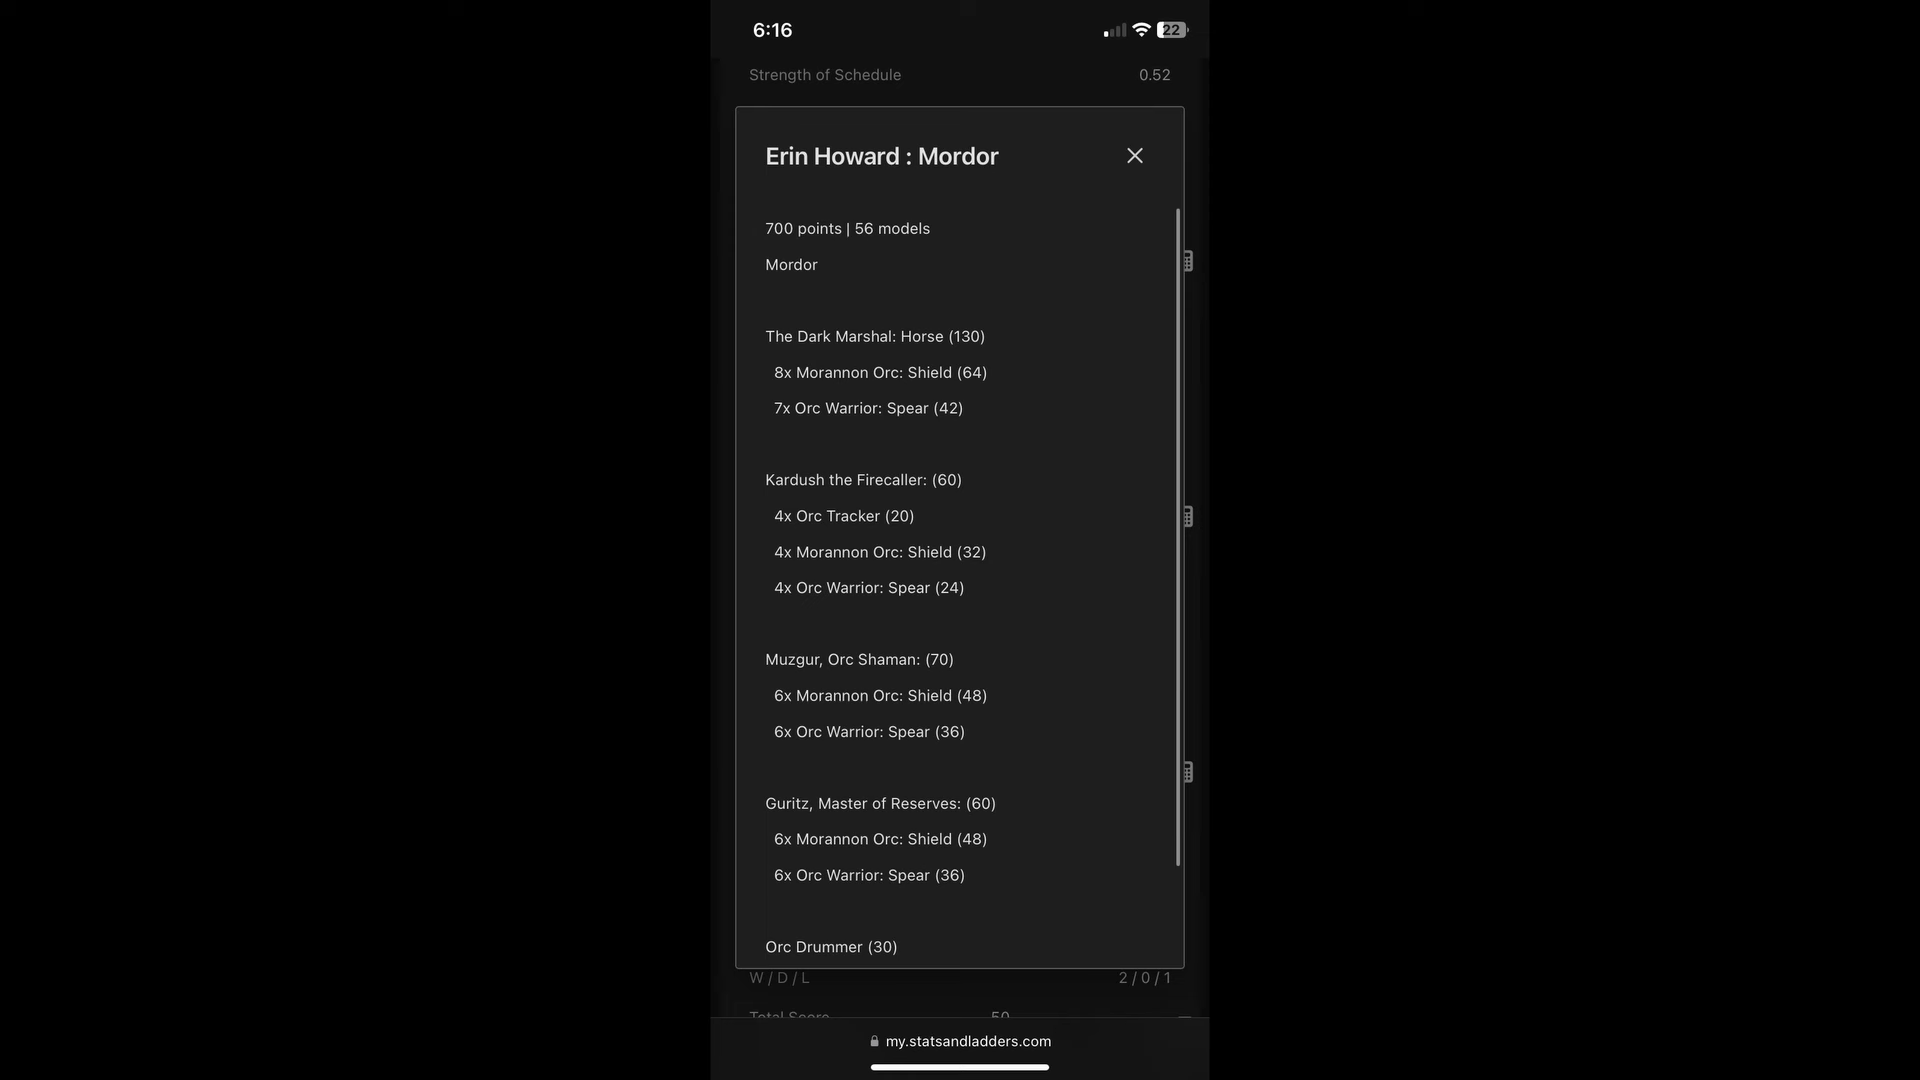 6:16
22
Strength of Schedule 0.52
Erin Howard : Mordor
700 points | 56 models
Mordor
The Dark Marshal: Horse (130)
8x Morannon Orc: Shield (64)
7x Orc Warrior: Spear (42)
Kardush the Firecaller: (60)
4x Orc Tracker (20)
4x Morannon Orc: Shield (32)
4x Orc Warrior: Spear (24)
Muzgur, Orc Shaman: (70)
6x Morannon Orc: Shield (48)
6x Orc Warrior: Spear (36)
Guritz, Master of Reserves: (60)
6x Morannon Orc: Shield (48)
6x Orc Warrior: Spear (36)
Orc Drummer (30)
W / D / L 2 / 0 / 1
Total Score 50
my.statsandladders.com